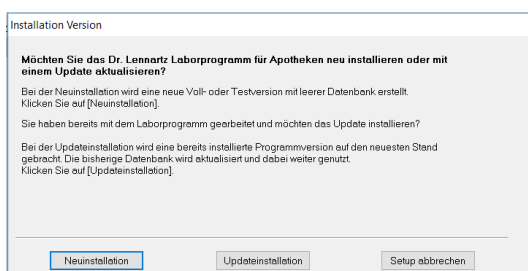 Installation Version
Möchten Sie das Dr. Lennartz Laborprogramm für Apotheken neu installieren oder mit
einem Update aktualisieren?
Bei der Neuinstallation wird eine neue Voll- oder Testversion mit leerer Datenbank erstellt.
Klicken Sie auf [Neuinstallation].
Sie haben bereits mit dem Laborprogramm gearbeitet und möchten das Update installieren?
Bei der Updateinstallation wird eine bereits installierte Programmversion auf den neuesten Stand
gebracht. Die bisherige Datenbank wird aktualisiert und dabei weiter genutzt.
Klicken Sie auf [Updateinstallation].
Neuinstallation Updateinstallation Setup abbrechen